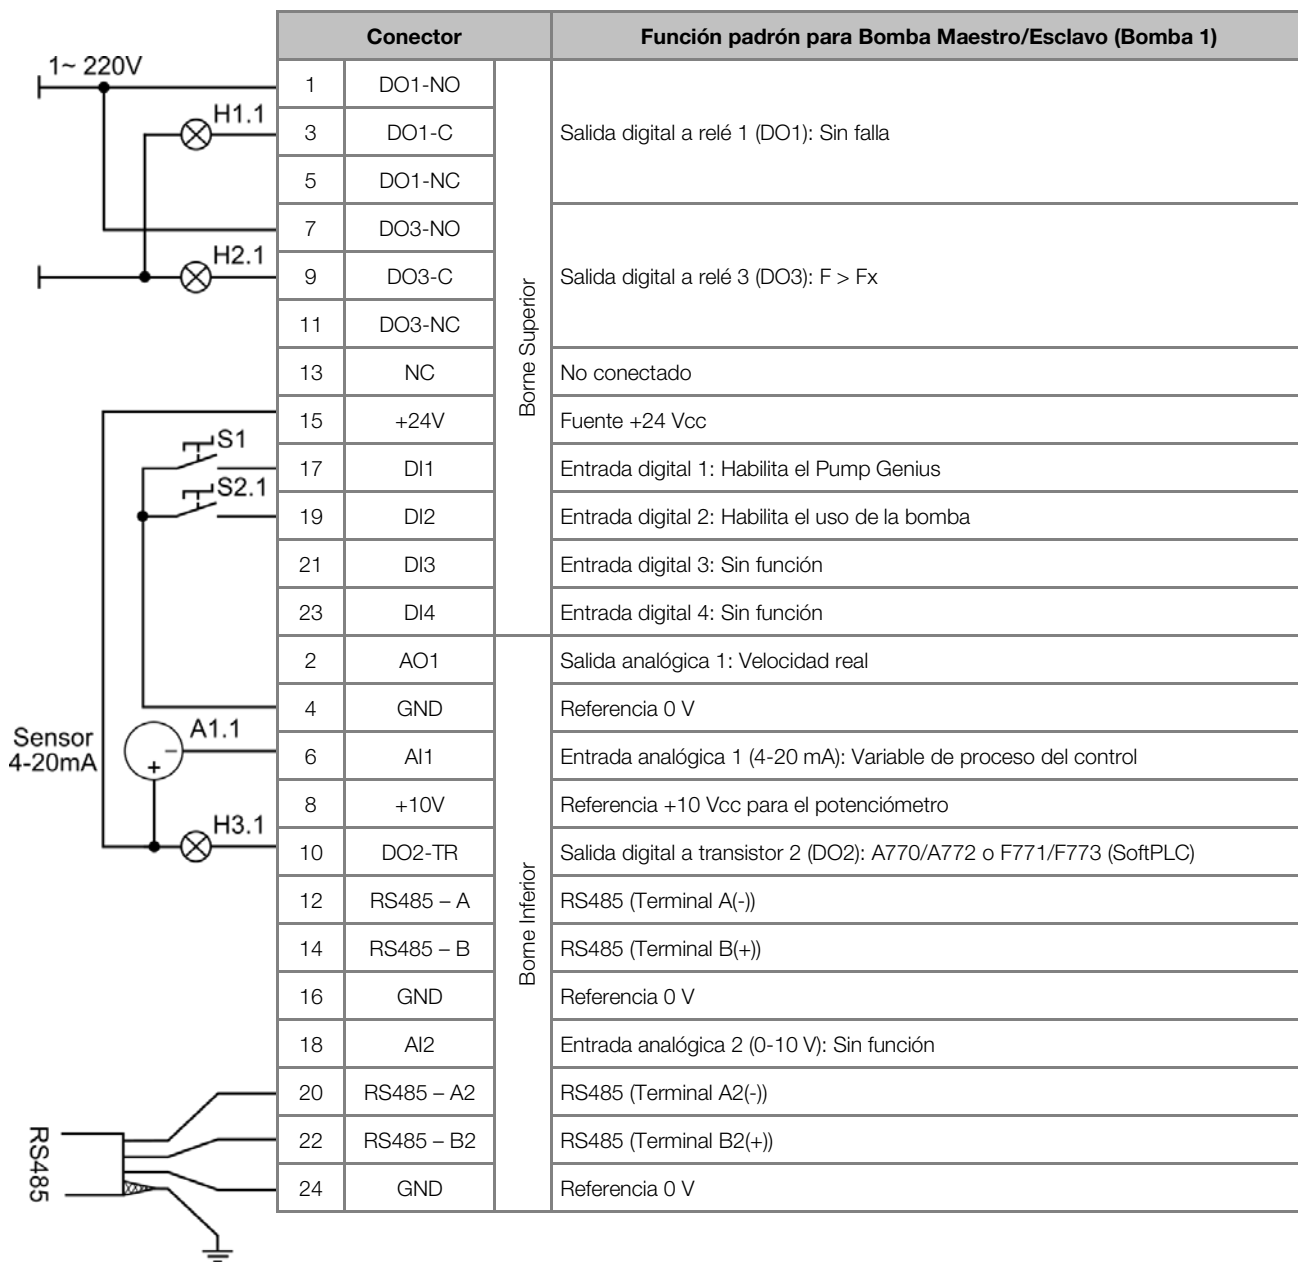 Conector Función padrón para Bomba Maestro/Esclavo (Bomba 1)
1~ 220V
1 DO1-NO
H1.1
3 DO1-C Salida digital a relé 1 (DO1): Sin falla
5 DO1-NC
7 DO3-NO
H2.1
9 DO3-C Salida digital a relé 3 (DO3): F > Fx
11 DO3-NC
Borne Superior
13 NC No conectado
15 +24V Fuente +24 Vcc
S1
17 DI1 Entrada digital 1: Habilita el Pump Genius
S2.1
19 DI2 Entrada digital 2: Habilita el uso de la bomba
21 DI3 Entrada digital 3: Sin función
23 DI4 Entrada digital 4: Sin función
2 AO1 Salida analógica 1: Velocidad real
4 GND Referencia 0 V
Sensor
4-20mA
A1.1
− +
6 AI1 Entrada analógica 1 (4-20 mA): Variable de proceso del control
8 +10V Referencia +10 Vcc para el potenciómetro
H3.1
10 DO2-TR Salida digital a transistor 2 (DO2): A770/A772 o F771/F773 (SoftPLC)
Borne Inferior
12 RS485 – A RS485 (Terminal A(-))
14 RS485 – B RS485 (Terminal B(+))
16 GND Referencia 0 V
18 AI2 Entrada analógica 2 (0-10 V): Sin función
20 RS485 – A2 RS485 (Terminal A2(-))
RS485
22 RS485 – B2 RS485 (Terminal B2(+))
24 GND Referencia 0 V